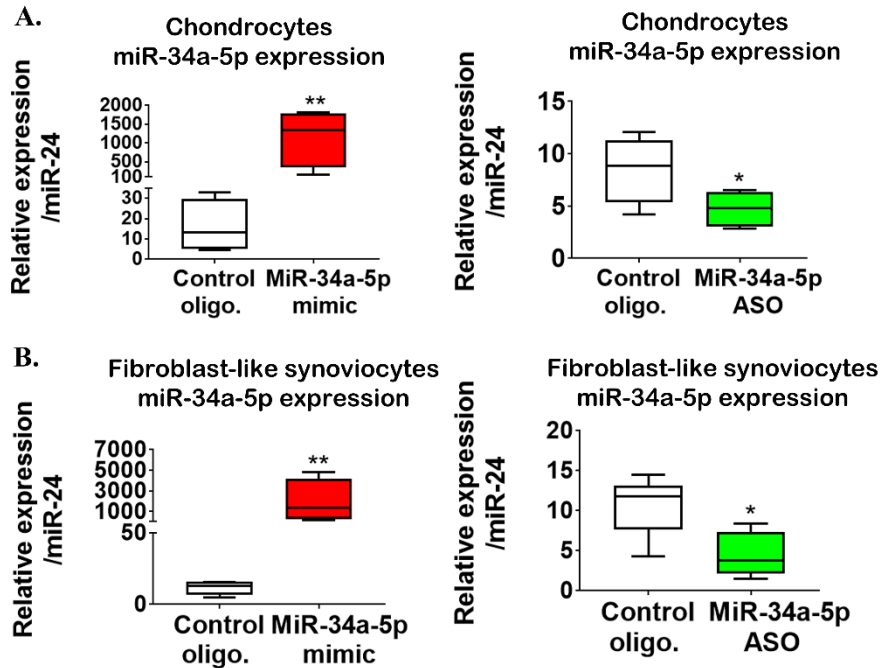 A.
Chondrocytes
miR-34a-5p expression
Relative expression
/miR-24
2000
1500
1000
500
100
30
20
10
0
**
Control
oligo.
MiR-34a-5p
mimic
Chondrocytes
miR-34a-5p expression
Relative expression
/miR-24
15
10
5
0
*
Control
oligo.
MiR-34a-5p
ASO
B.
Fibroblast-like synoviocytes
miR-34a-5p expression
Relative expression
/miR-24
7000
5000
3000
1000
50
0
**
Control
oligo.
MiR-34a-5p
mimic
Fibroblast-like synoviocytes
miR-34a-5p expression
Relative expression
/miR-24
20
15
10
5
0
*
Control
oligo.
MiR-34a-5p
ASO